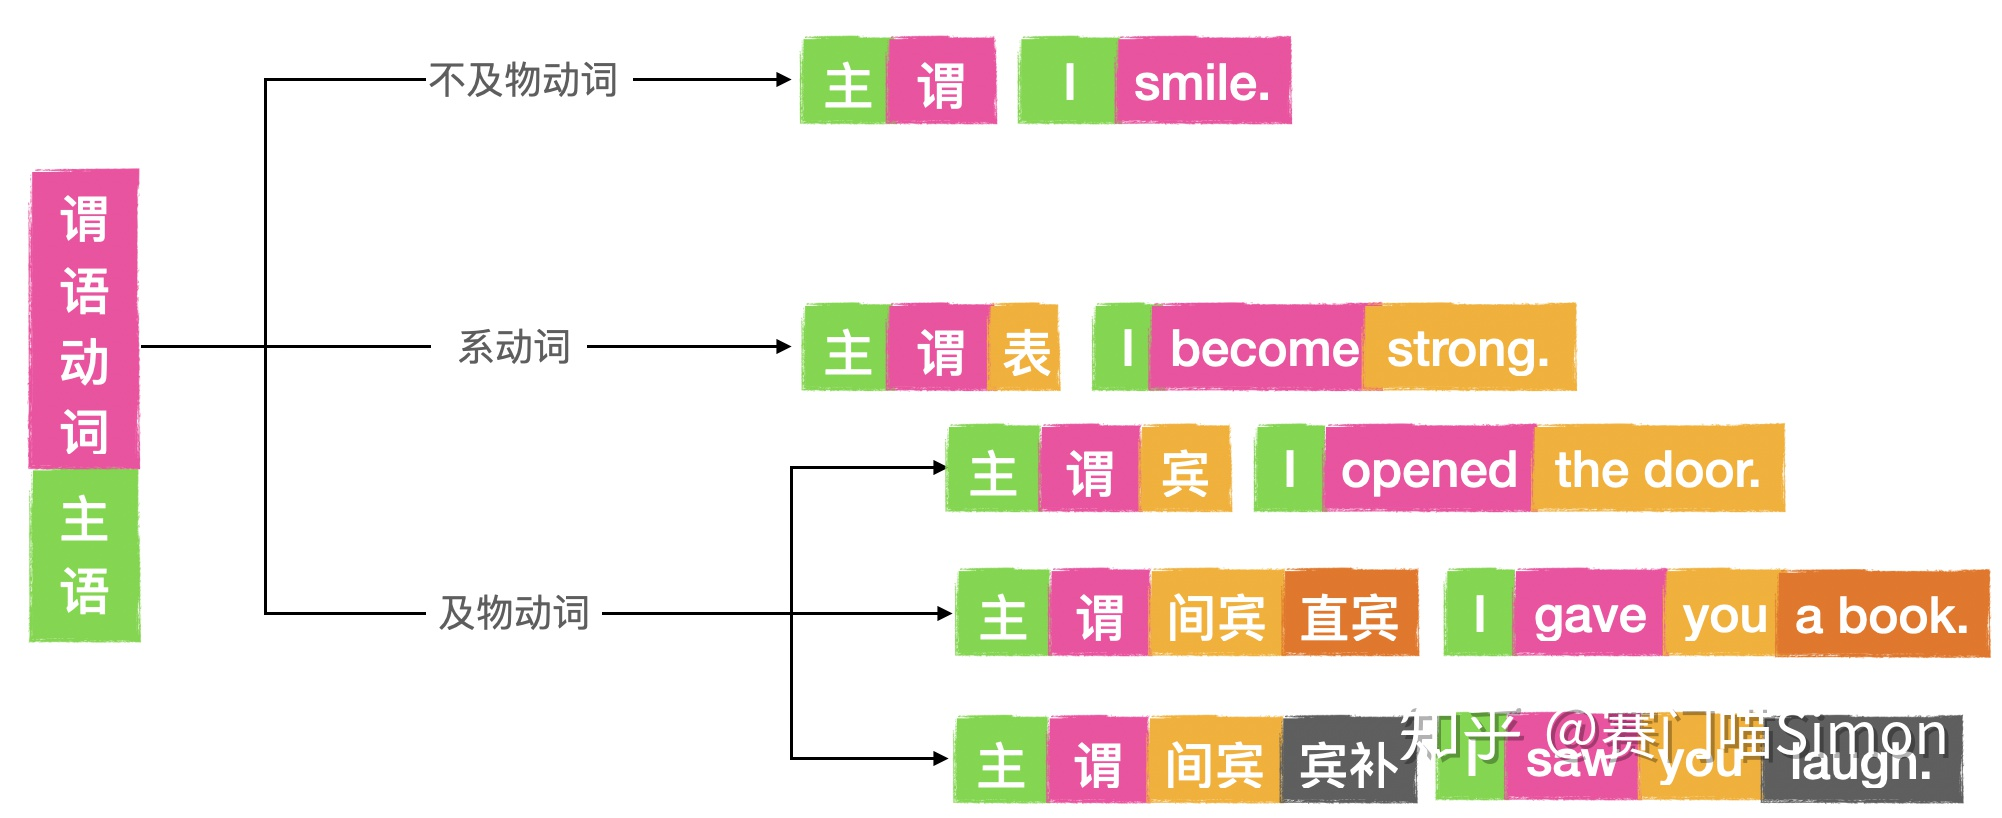 谓语动词
主语
不及物动词
主 谓
I smile.
系动词
主 谓 表
I become strong.
及物动词
主 谓 宾
I opened the door.
主 谓 间宾 直宾
I gave you a book.
主 谓 间宾 宾补
I saw you laugh.
知乎 @赛门喵Simon